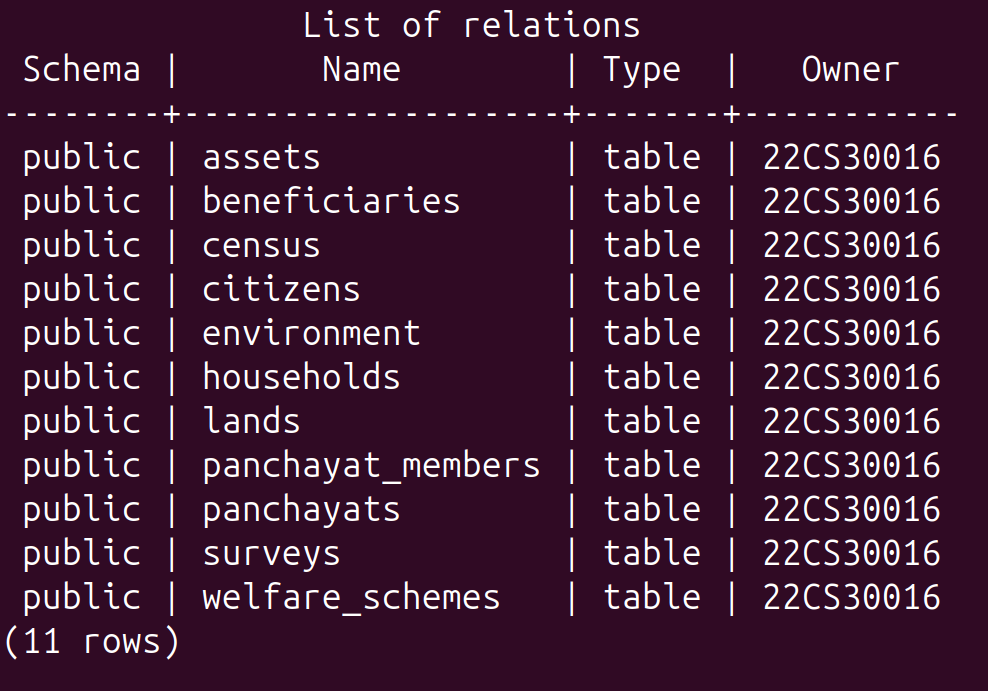 List of relations
Schema | Name | Type | Owner
--------+-------------------+-------+-----------
public | assets | table | 22CS30016
public | beneficiaries | table | 22CS30016
public | census | table | 22CS30016
public | citizens | table | 22CS30016
public | environment | table | 22CS30016
public | households | table | 22CS30016
public | lands | table | 22CS30016
public | panchayat_members | table | 22CS30016
public | panchayats | table | 22CS30016
public | surveys | table | 22CS30016
public | welfare_schemes | table | 22CS30016
(11 rows)